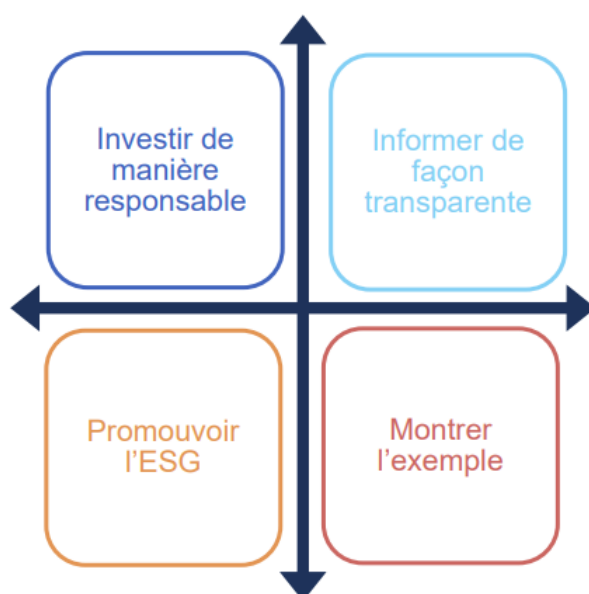 Investir de
manière
responsable
Informer de
façon
transparente
Promouvoir
l’ESG
Montrer
l’exemple